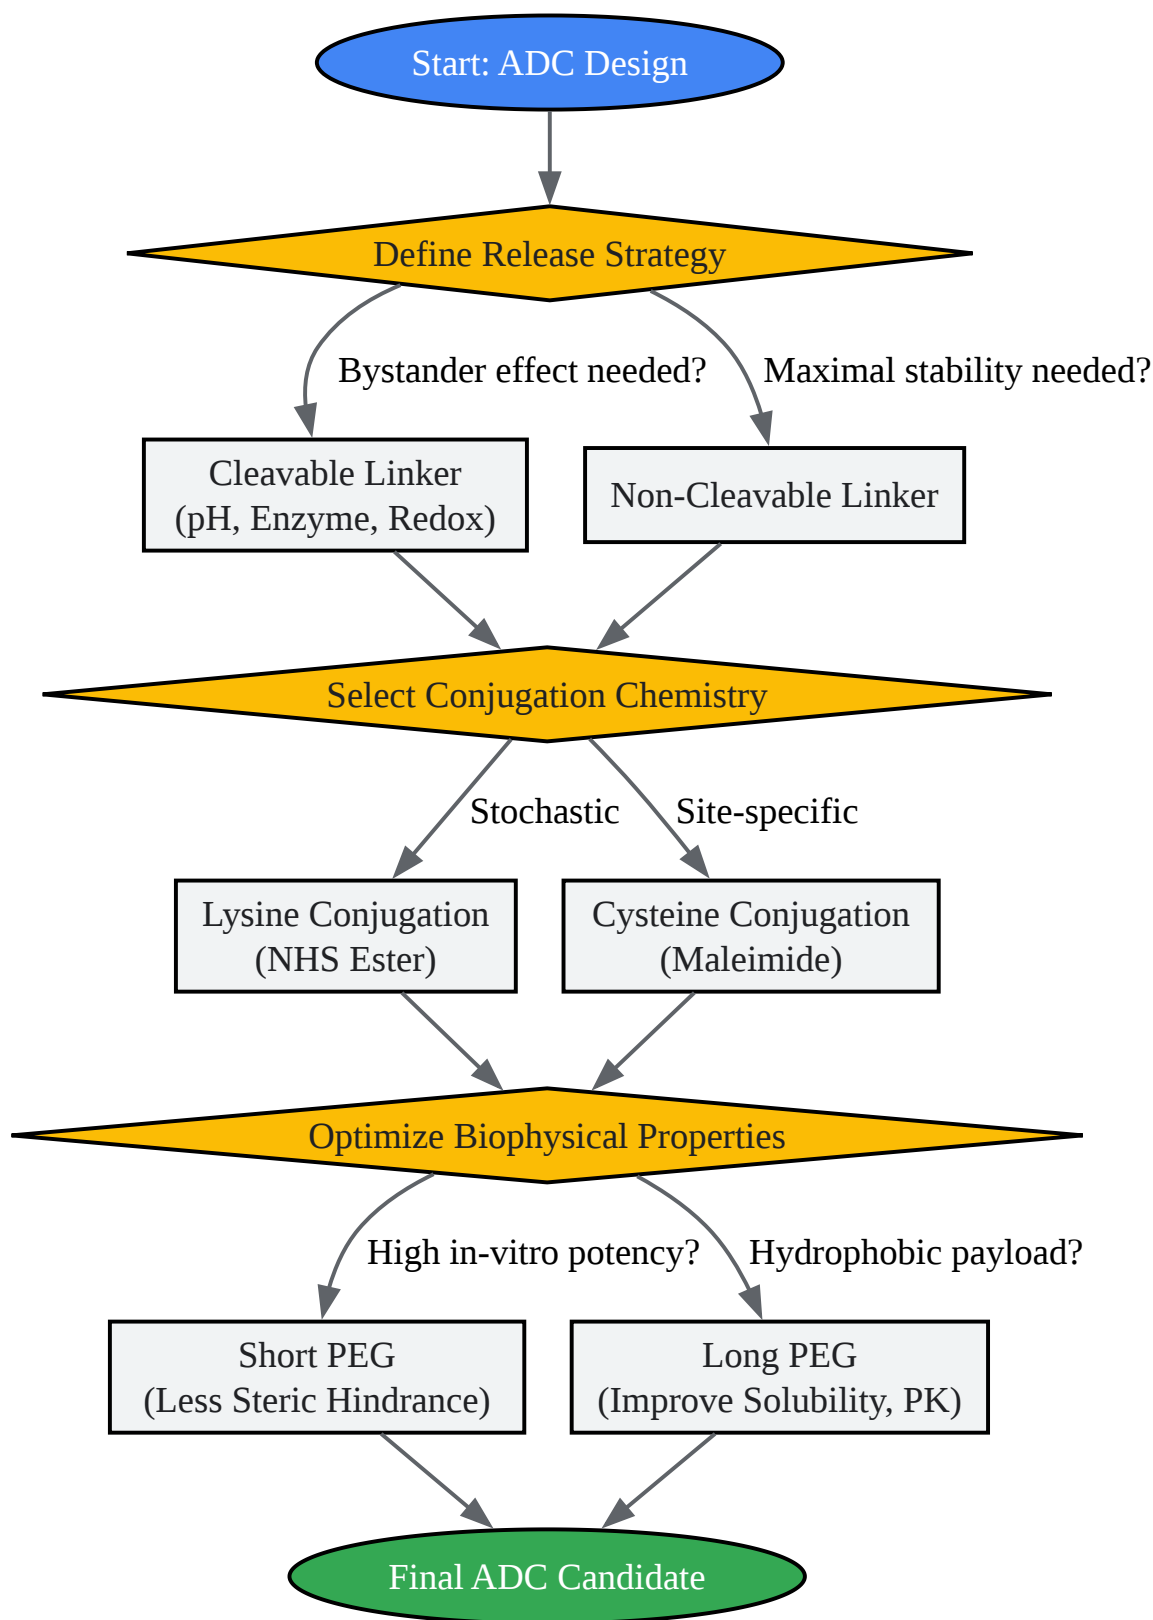 Start: ADC Design
Define Release Strategy
Bystander effect needed?
Maximal stability needed?
Cleavable Linker
(pH, Enzyme, Redox)
Non-Cleavable Linker
Select Conjugation Chemistry
Stochastic
Site-specific
Lysine Conjugation
(NHS Ester)
Cysteine Conjugation
(Maleimide)
Optimize Biophysical Properties
High in-vitro potency?
Hydrophobic payload?
Short PEG
(Less Steric Hindrance)
Long PEG
(Improve Solubility, PK)
Final ADC Candidate